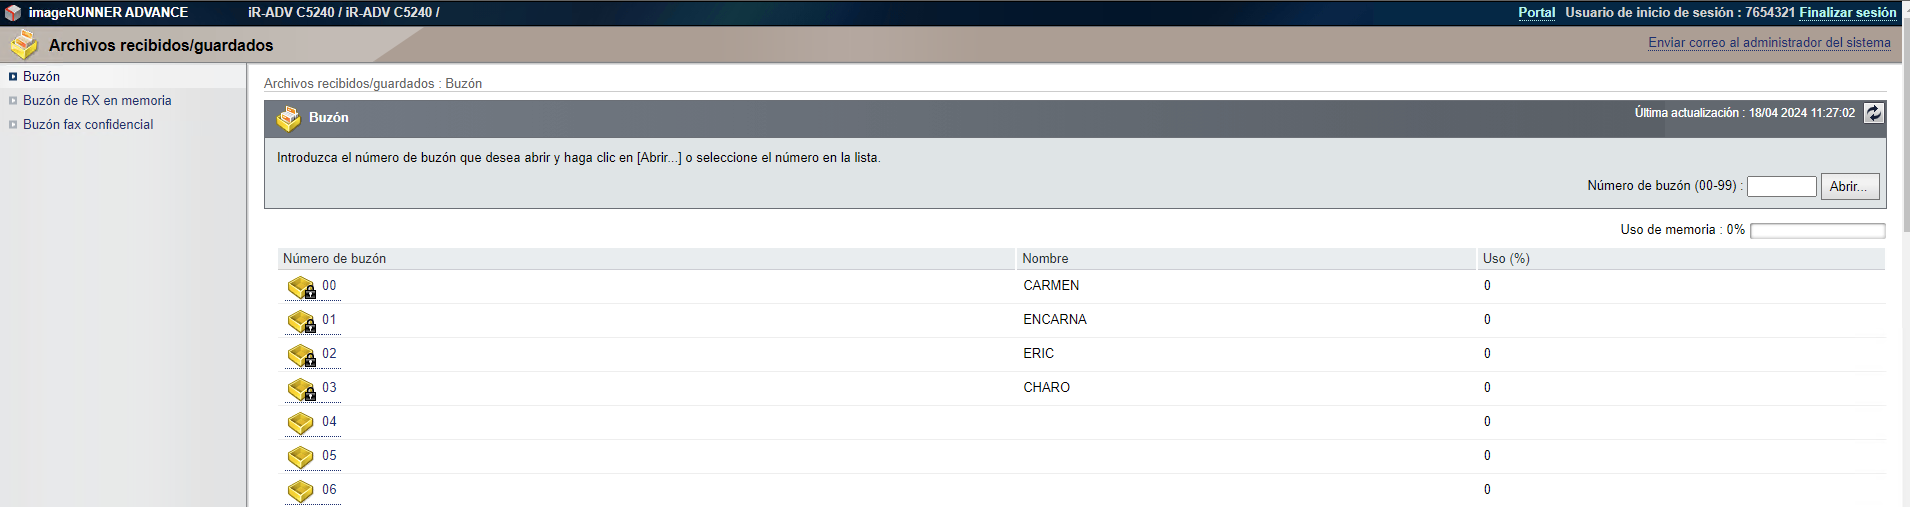 imageRUNNER ADVANCE iR-ADV C5240 / iR-ADV C5240 / Portal Usuario de inicio de sesión : 7654321 Finalizar sesión
Archivos recibidos/guardados Enviar correo al administrador del sistema
Buzón
Buzón de RX en memoria
Buzón fax confidencial
Archivos recibidos/guardados : Buzón
Buzón Última actualización : 18/04 2024 11:27:02
Introduzca el número de buzón que desea abrir y haga clic en [Abrir...] o seleccione el número en la lista.
Número de buzón (00-99) : Abrir...
Uso de memoria : 0%
Número de buzón Nombre Uso (%)
00 CARMEN 0
01 ENCARNA 0
02 ERIC 0
03 CHARO 0
04 0
05 0
06 0